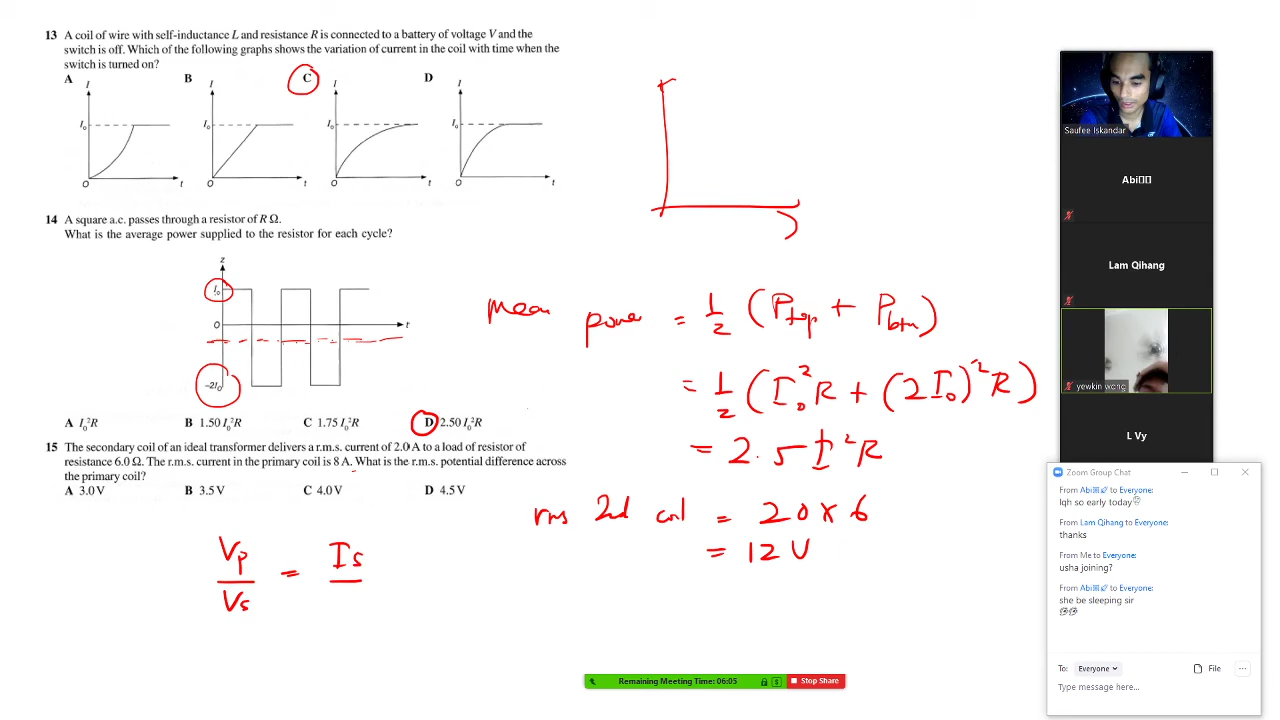 13 A coil of wire with self-inductance L and resistance R is connected to a battery of voltage V and the
switch is off. Which of the following graphs shows the variation of current in the coil with time when the
switch is turned on?
A B C D
I I I I
I₀ I₀ I₀ I₀
O t O t O t O t
14 A square a.c. passes through a resistor of R Ω.
What is the average power supplied to the resistor for each cycle?
z
I₀
O t
−2I₀
A I₀²R B 1.50 I₀²R C 1.75 I₀²R D 2.50 I₀²R
15 The secondary coil of an ideal transformer delivers a r.m.s. current of 2.0 A to a load of resistor of
resistance 6.0 Ω. The r.m.s. current in the primary coil is 8 A. What is the r.m.s. potential difference across
the primary coil?
A 3.0 V B 3.5 V C 4.0 V D 4.5 V
Vp / Vs = Is
mean power = 1/2 (Ptop + Pbtm)
= 1/2 (I₀²R + (2I₀)²R)
= 2.5 I²R
rms 2nd coil = 2.0 x 6
= 12 V
Saufee Iskandar
Abi
Lam Qihang
yewkin wong
L Vy
Zoom Group Chat
From Abi to Everyone:
lqh so early today
From Lam Qihang to Everyone:
thanks
From Me to Everyone:
usha joining?
From Abi to Everyone:
she be sleeping sir
To: Everyone File
Type message here...
Remaining Meeting Time: 06:05 Stop Share